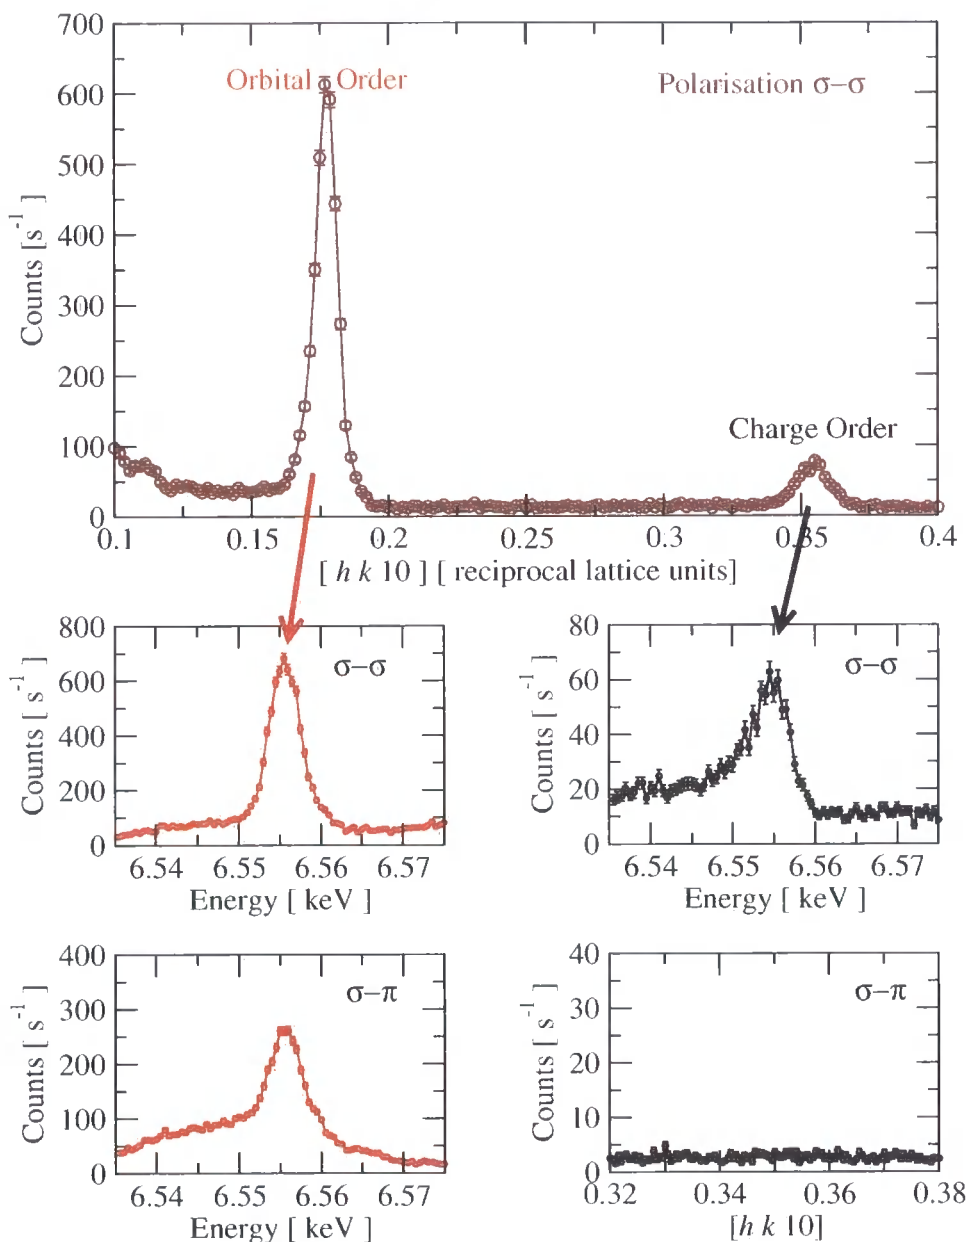 700
600
500
400
300
200
100
0
Counts [ s⁻¹ ]
Orbital Order
Polarisation σ−σ
Charge Order
0.1 0.15 0.2 0.25 0.3 0.35 0.4
[ h k 10 ] [ reciprocal lattice units]
800
600
400
200
0
Counts [ s⁻¹ ]
σ−σ
6.54 6.55 6.56 6.57
Energy [ keV ]
80
60
40
20
0
Counts [ s⁻¹ ]
σ−σ
6.54 6.55 6.56 6.57
Energy [ keV ]
400
300
200
100
0
Counts [ s⁻¹ ]
σ−π
6.54 6.55 6.56 6.57
Energy [ keV ]
40
30
20
10
0
Counts [ s⁻¹ ]
σ−π
0.32 0.34 0.36 0.38
[h k 10]